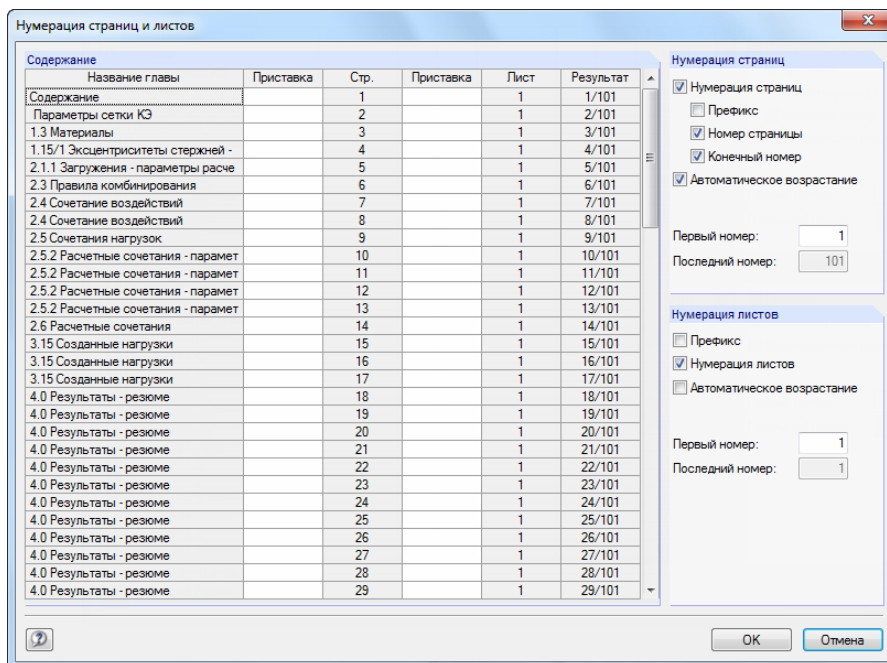 Нумерация страниц и листов
Содержание
Название главы Приставка Стр. Приставка Лист Результат
Содержание 1 1 1/101
Параметры сетки КЭ 2 1 2/101
1.3 Материалы 3 1 3/101
1.15/1 Эксцентриситеты стержней - 4 1 4/101
2.1.1 Загружения - параметры расче 5 1 5/101
2.3 Правила комбинирования 6 1 6/101
2.4 Сочетание воздействий 7 1 7/101
2.4 Сочетание воздействий 8 1 8/101
2.5 Сочетания нагрузок 9 1 9/101
2.5.2 Расчетные сочетания - парамет 10 1 10/101
2.5.2 Расчетные сочетания - парамет 11 1 11/101
2.5.2 Расчетные сочетания - парамет 12 1 12/101
2.5.2 Расчетные сочетания - парамет 13 1 13/101
2.6 Расчетные сочетания 14 1 14/101
3.15 Созданные нагрузки 15 1 15/101
3.15 Созданные нагрузки 16 1 16/101
3.15 Созданные нагрузки 17 1 17/101
4.0 Результаты - резюме 18 1 18/101
4.0 Результаты - резюме 19 1 19/101
4.0 Результаты - резюме 20 1 20/101
4.0 Результаты - резюме 21 1 21/101
4.0 Результаты - резюме 22 1 22/101
4.0 Результаты - резюме 23 1 23/101
4.0 Результаты - резюме 24 1 24/101
4.0 Результаты - резюме 25 1 25/101
4.0 Результаты - резюме 26 1 26/101
4.0 Результаты - резюме 27 1 27/101
4.0 Результаты - резюме 28 1 28/101
4.0 Результаты - резюме 29 1 29/101
Нумерация страниц
Нумерация страниц
Префикс
Номер страницы
Конечный номер
Автоматическое возрастание
Первый номер: 1
Последний номер: 101
Нумерация листов
Префикс
Нумерация листов
Автоматическое возрастание
Первый номер: 1
Последний номер: 1
OK Отмена